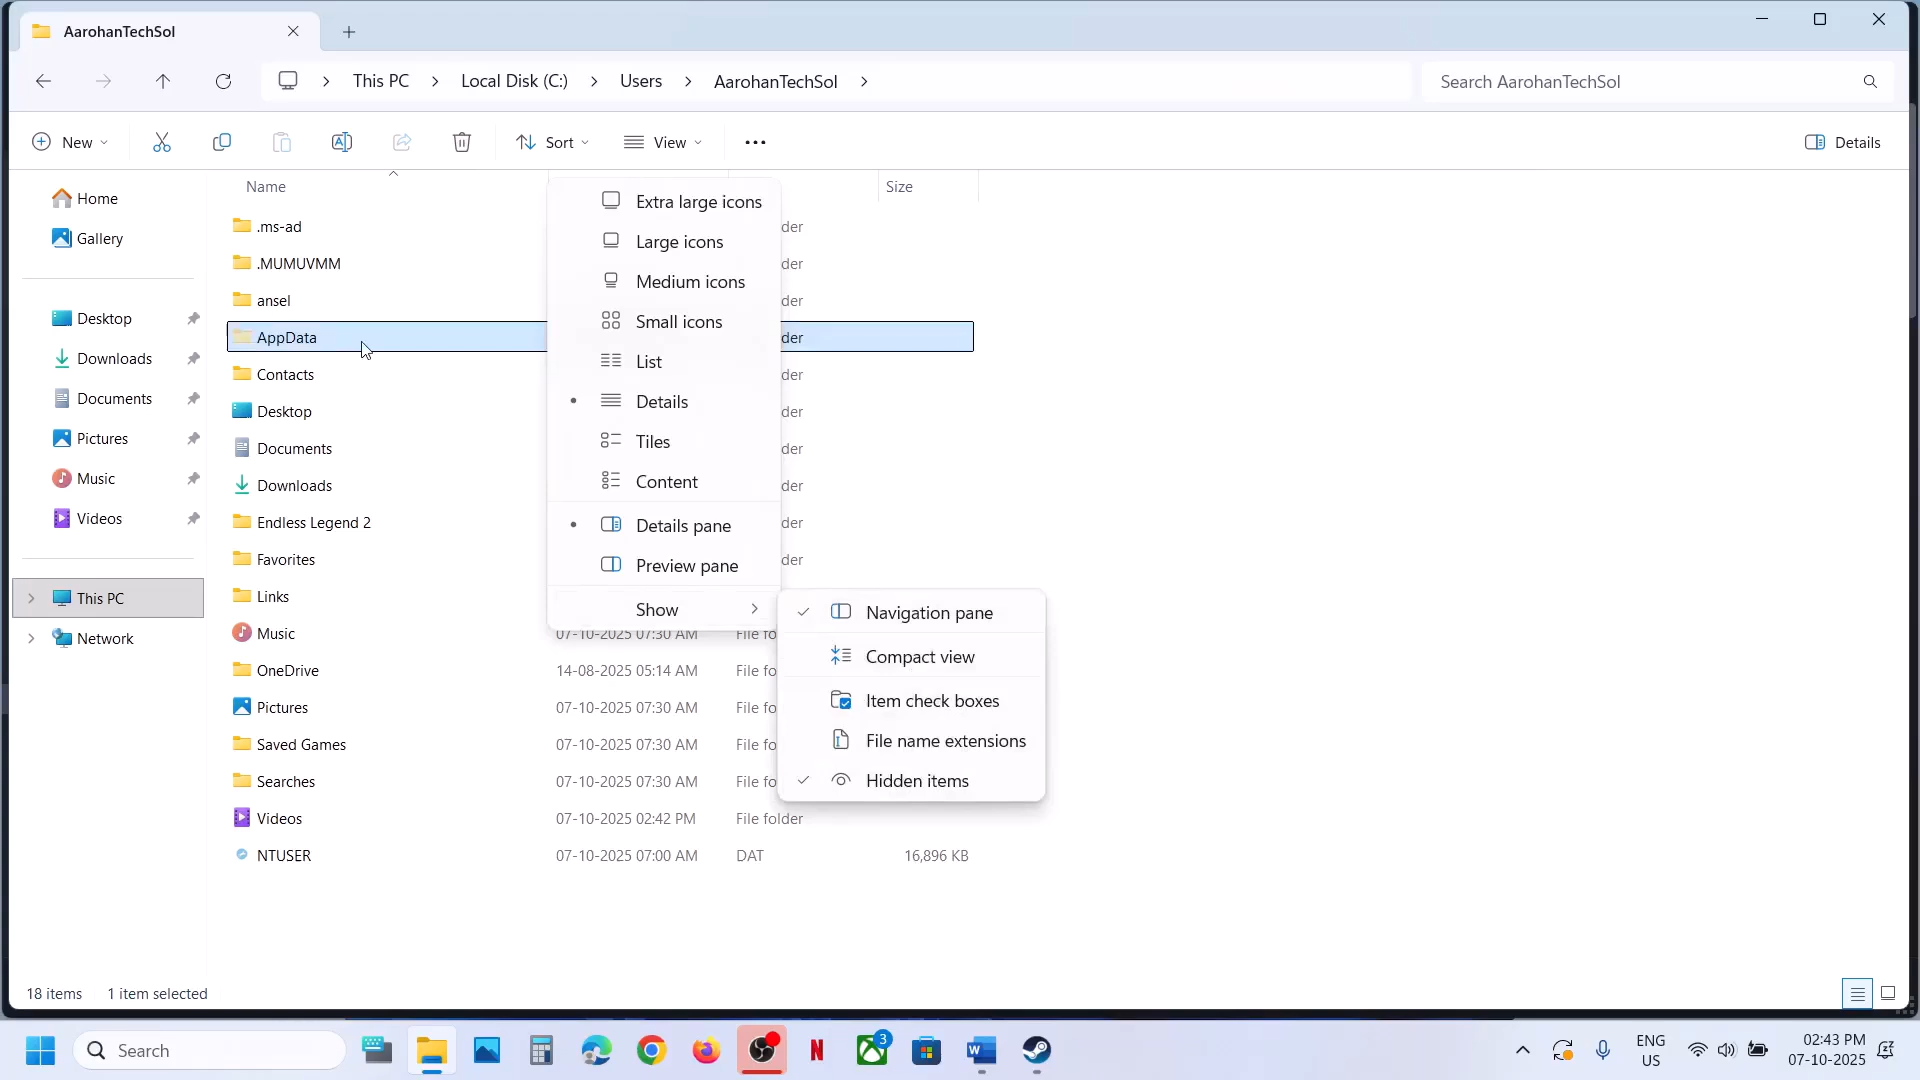 AarohanTechSol
This PC > Local Disk (C:) > Users > AarohanTechSol >
Search AarohanTechSol
New
Sort
View
Details
Name
Size
Home
Gallery
Desktop
Downloads
Documents
Pictures
Music
Videos
This PC
Network
.ms-ad
der
.MUMUVMM
der
ansel
der
AppData
der
Contacts
der
Desktop
der
Documents
der
Downloads
der
Endless Legend 2
der
Favorites
der
Links
Music 07-10-2025 07:30 AM File fo
OneDrive 14-08-2025 05:14 AM File fo
Pictures 07-10-2025 07:30 AM File fo
Saved Games 07-10-2025 07:30 AM File fo
Searches 07-10-2025 07:30 AM File fo
Videos 07-10-2025 02:42 PM File folder
NTUSER 07-10-2025 07:00 AM DAT 16,896 KB
Extra large icons
Large icons
Medium icons
Small icons
List
Details
Tiles
Content
Details pane
Preview pane
Show
Navigation pane
Compact view
Item check boxes
File name extensions
Hidden items
18 items 1 item selected
Search
3
ENG
US
02:43 PM
07-10-2025